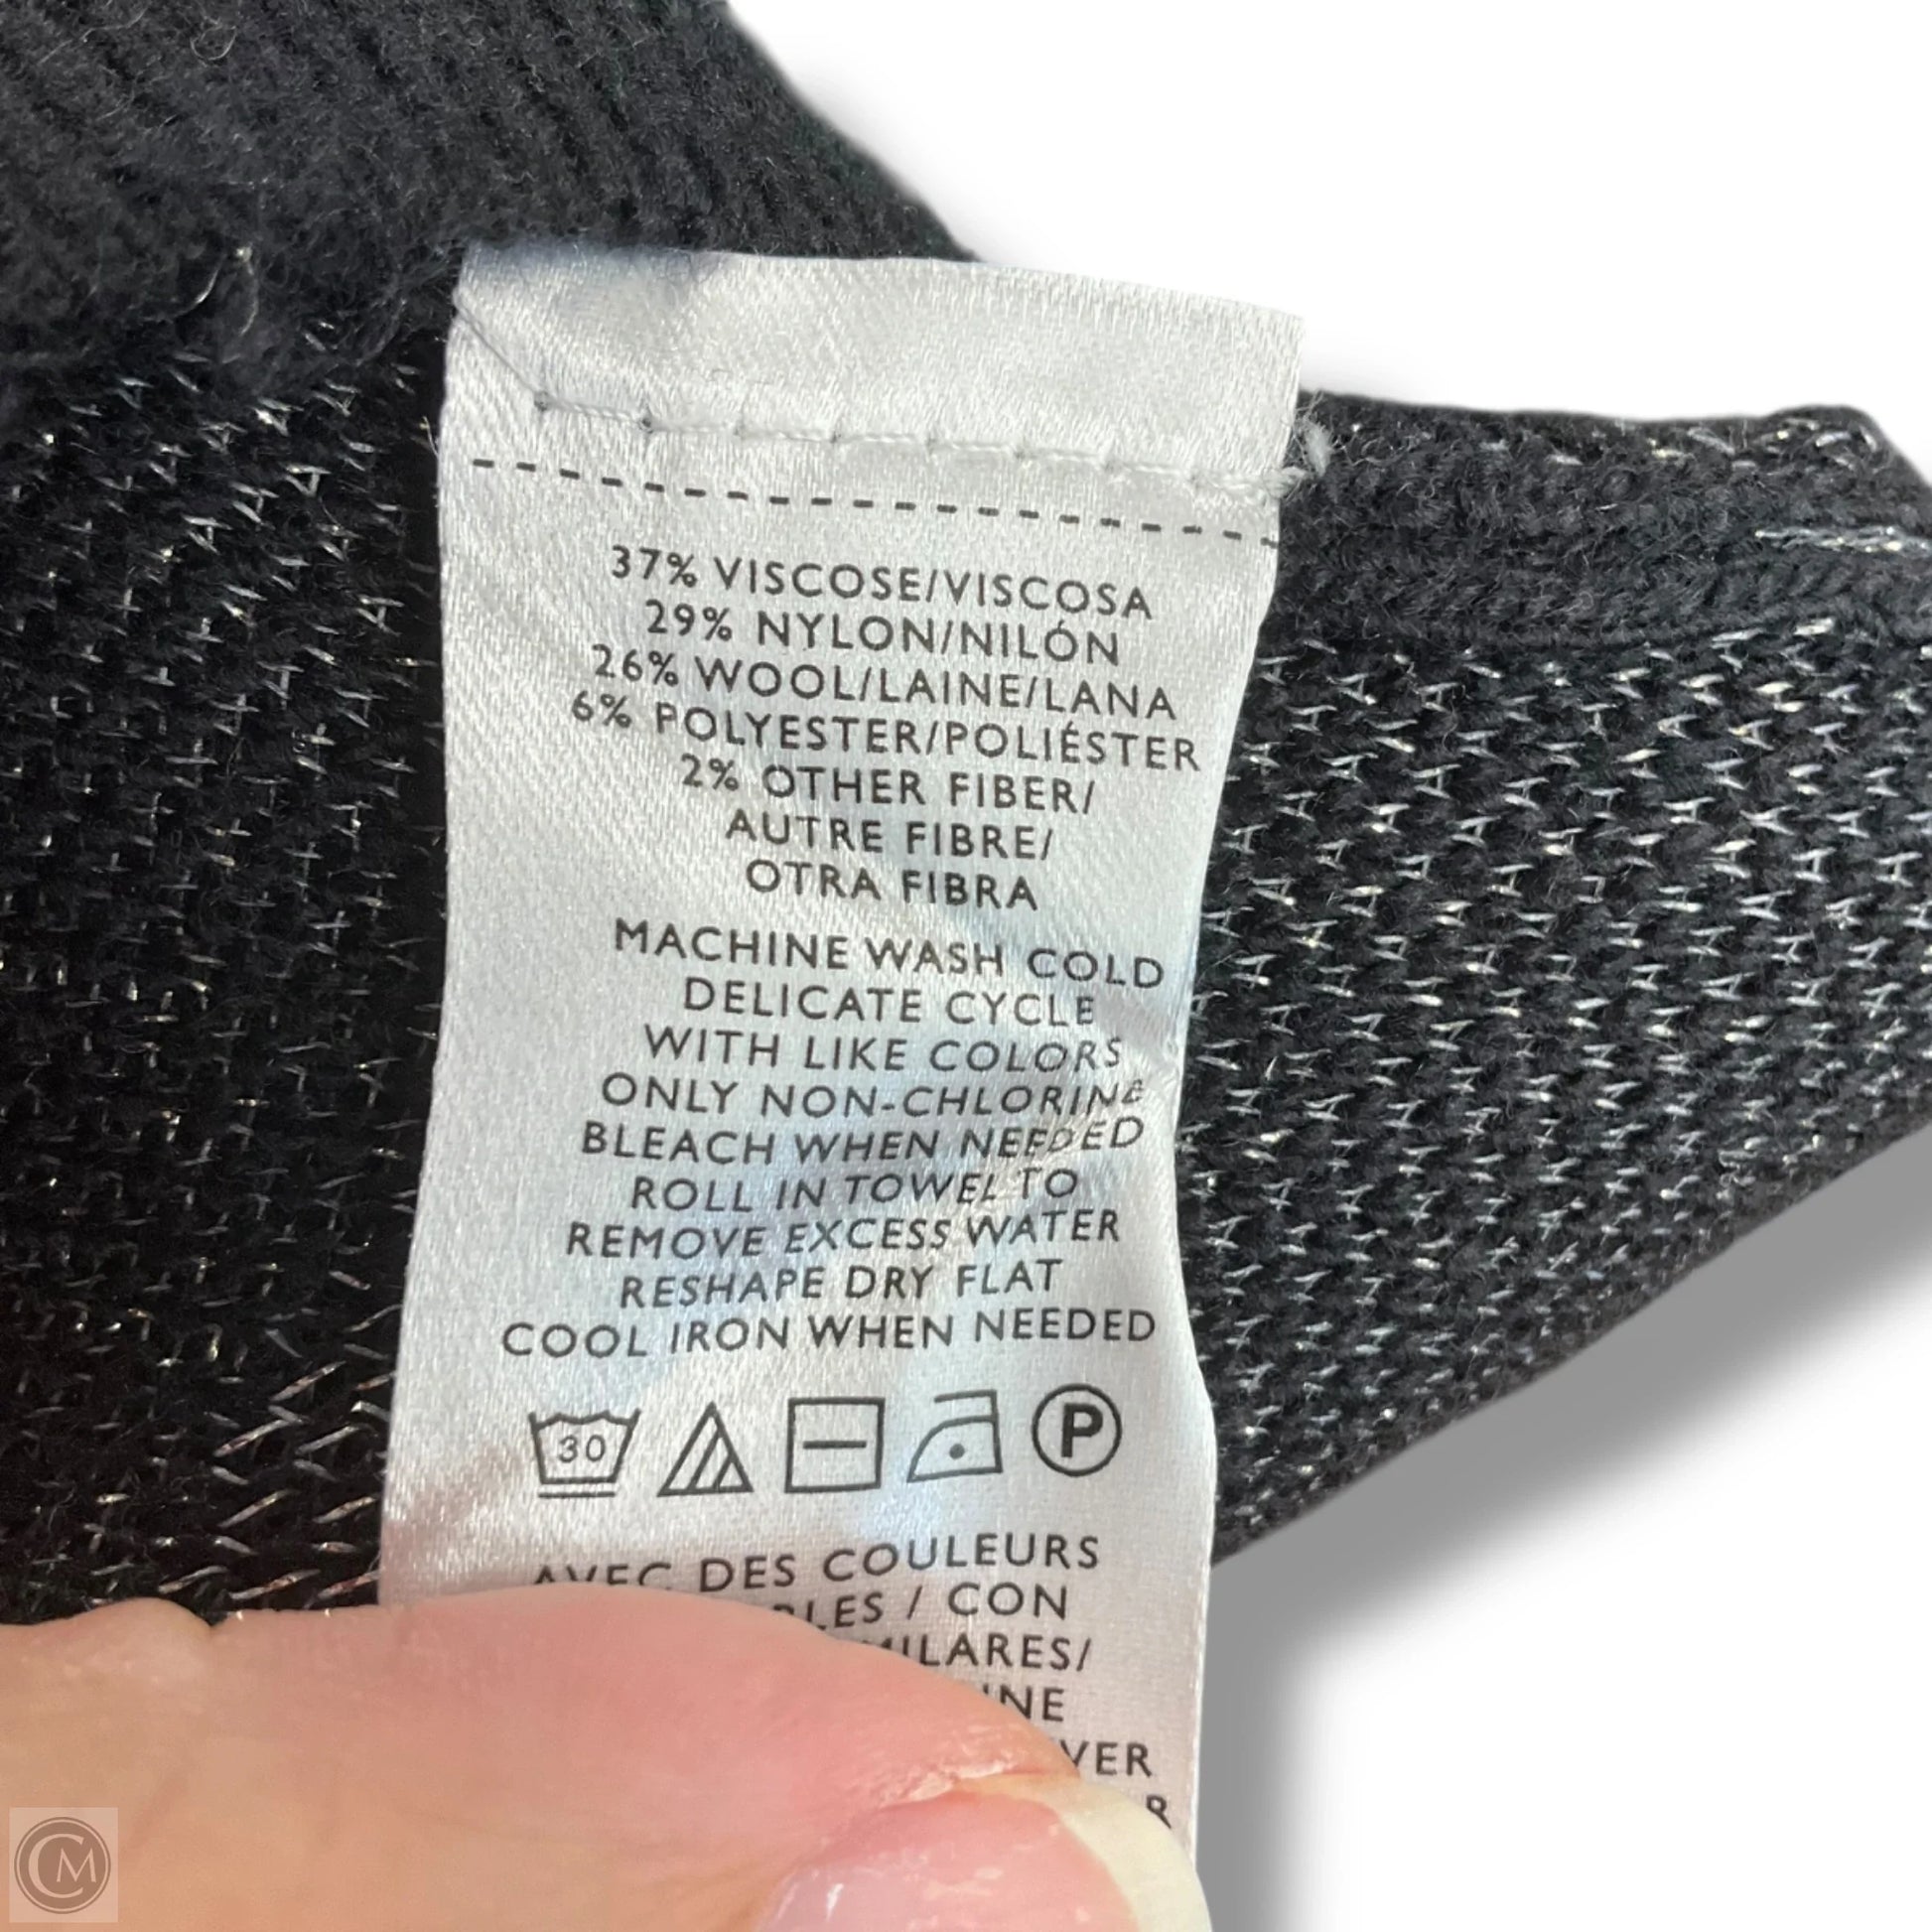 37% VISCOSE/VISCOSA
29% NYLON/NILÓN
26% WOOL/LAINE/LANA
6% POLYESTER/POLIÉSTER
2% OTHER FIBER/
AUTRE FIBRE/
OTRA FIBRA
MACHINE WASH COLD
DELICATE CYCLE
WITH LIKE COLORS
ONLY NON-CHLORINE
BLEACH WHEN NEEDED
ROLL IN TOWEL TO
REMOVE EXCESS WATER
RESHAPE DRY FLAT
COOL IRON WHEN NEEDED
30 P
AVEC DES COULEURS
/ CON
CM